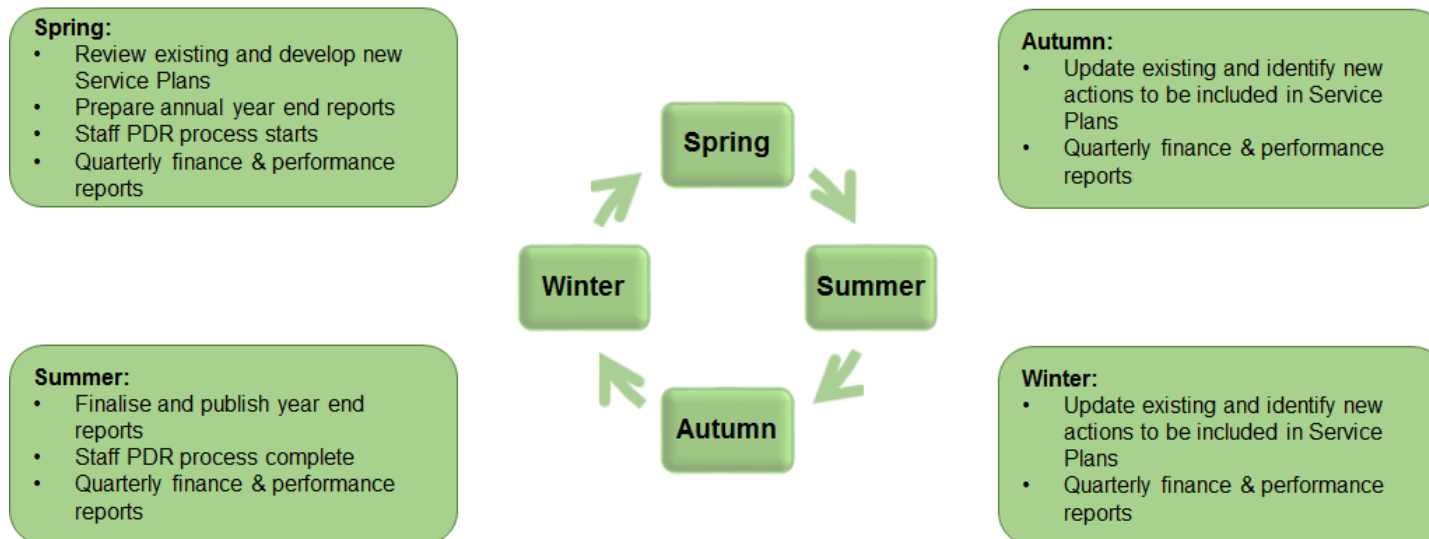 Spring:
• Review existing and develop new
Service Plans
• Prepare annual year end reports
• Staff PDR process starts
• Quarterly finance & performance
reports
Autumn:
• Update existing and identify new
actions to be included in Service
Plans
• Quarterly finance & performance
reports
Spring
Winter
Summer
Autumn
Summer:
• Finalise and publish year end
reports
• Staff PDR process complete
• Quarterly finance & performance
reports
Winter:
• Update existing and identify new
actions to be included in Service
Plans
• Quarterly finance & performance
reports